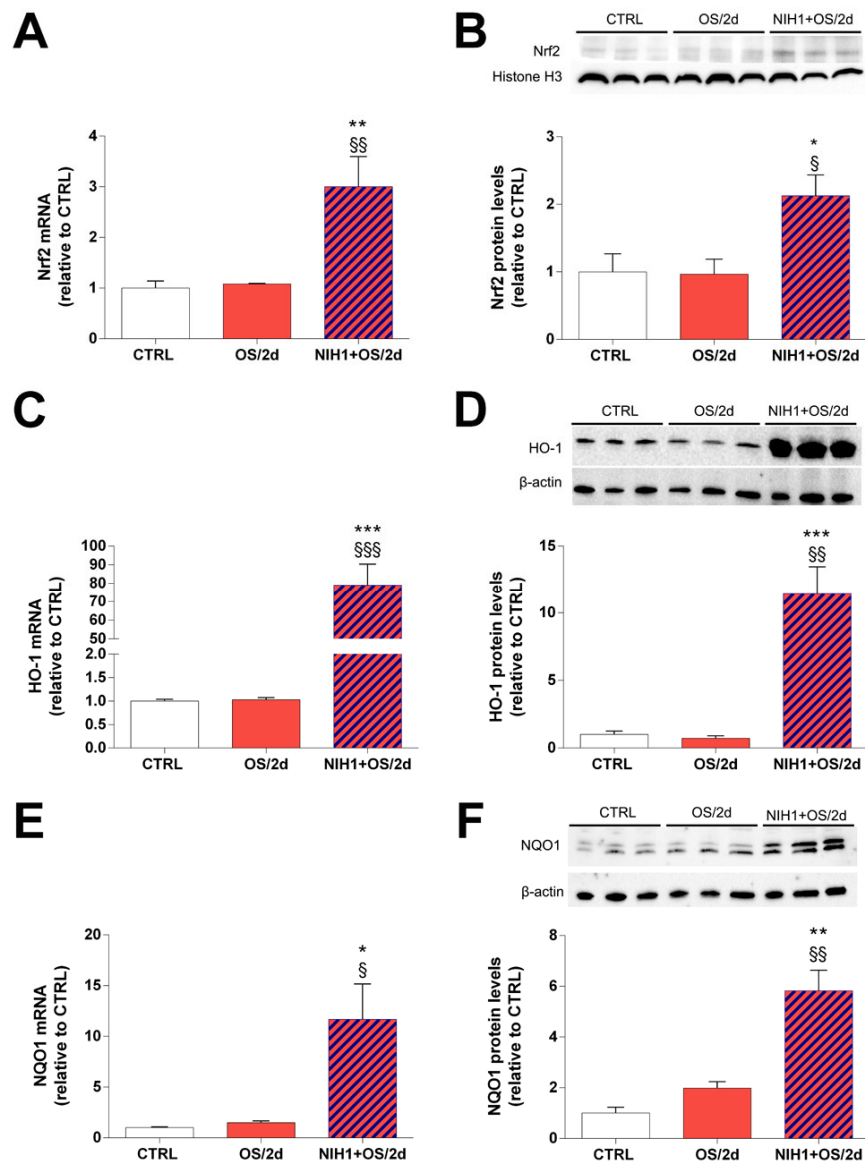 A
Nrf2 mRNA
(relative to CTRL)
4
3
2
1
0
**
§§
CTRL OS/2d NIH1+OS/2d
B
CTRL OS/2d NIH1+OS/2d
Nrf2
Histone H3
Nrf2 protein levels
(relative to CTRL)
3
2
1
0
*
§
CTRL OS/2d NIH1+OS/2d
C
HO-1 mRNA
(relative to CTRL)
100
90
80
70
60
50
2.0
1.5
1.0
0.5
0.0
***
§§§
CTRL OS/2d NIH1+OS/2d
D
CTRL OS/2d NIH1+OS/2d
HO-1
β-actin
HO-1 protein levels
(relative to CTRL)
15
10
5
0
***
§§
CTRL OS/2d NIH1+OS/2d
E
NQO1 mRNA
(relative to CTRL)
20
15
10
5
0
*
§
CTRL OS/2d NIH1+OS/2d
F
CTRL OS/2d NIH1+OS/2d
NQO1
β-actin
NQO1 protein levels
(relative to CTRL)
8
6
4
2
0
**
§§
CTRL OS/2d NIH1+OS/2d